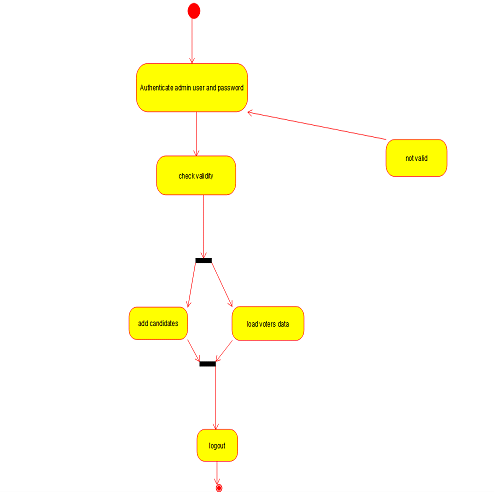 Authenticate admin user and password
not valid
check validity
add candidates
load voters data
logout